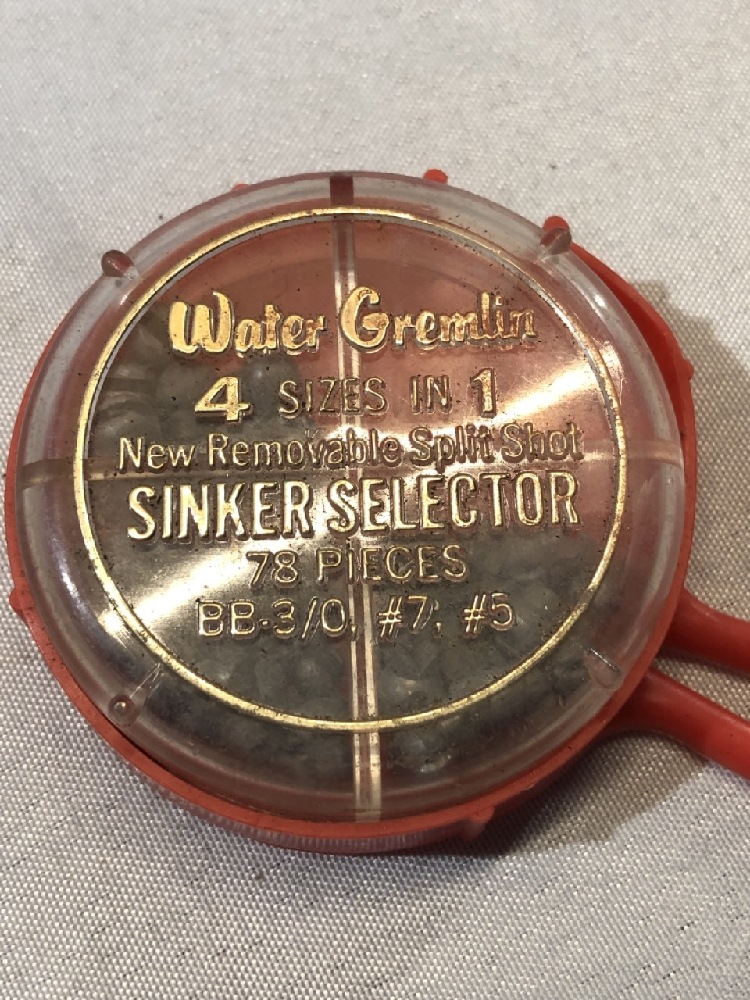 Water Gremlin
4 SIZES IN 1
New Removable Split Shot
SINKER SELECTOR
78 PIECES
BB-3/0, #7, #5